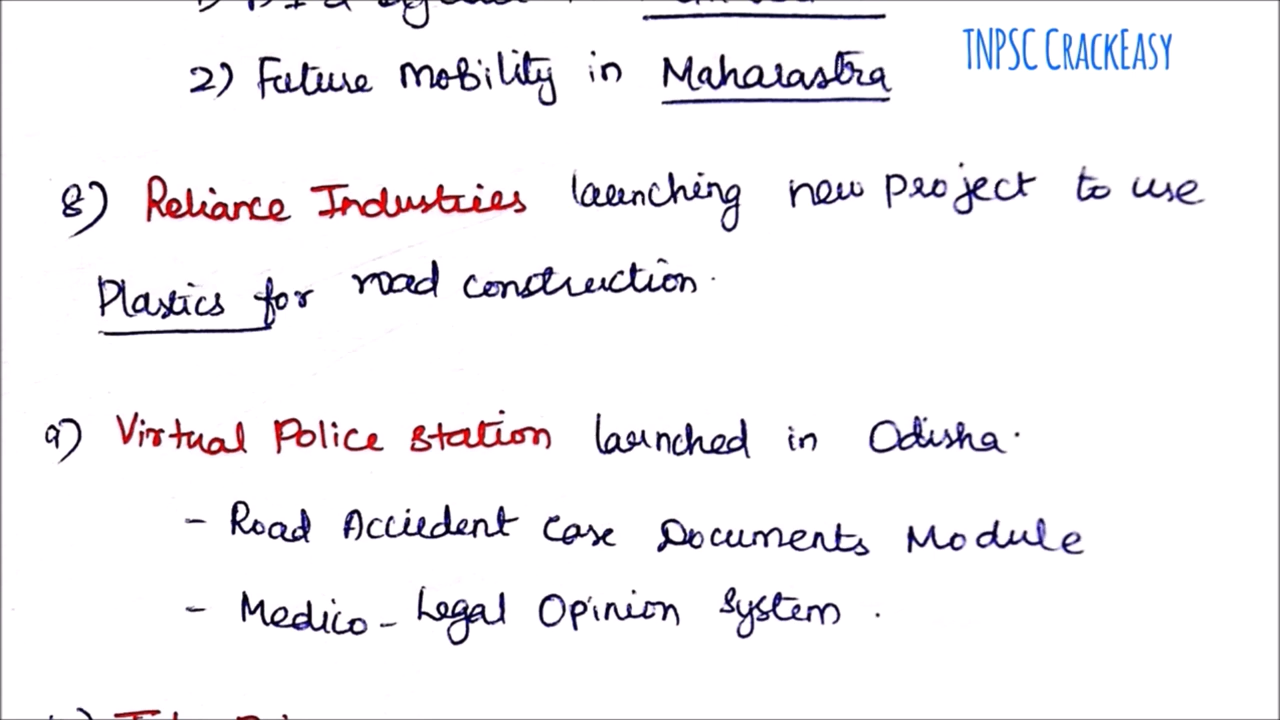 TNPSC CRACKEASY
2) Future mobility in Maharastra
8) Reliance Industries launching new project to use
Plastics for road construction.
9) Virtual Police station launched in Odisha.
- Road Acciedent Case Documents Module
- Medico - Legal Opinion System.